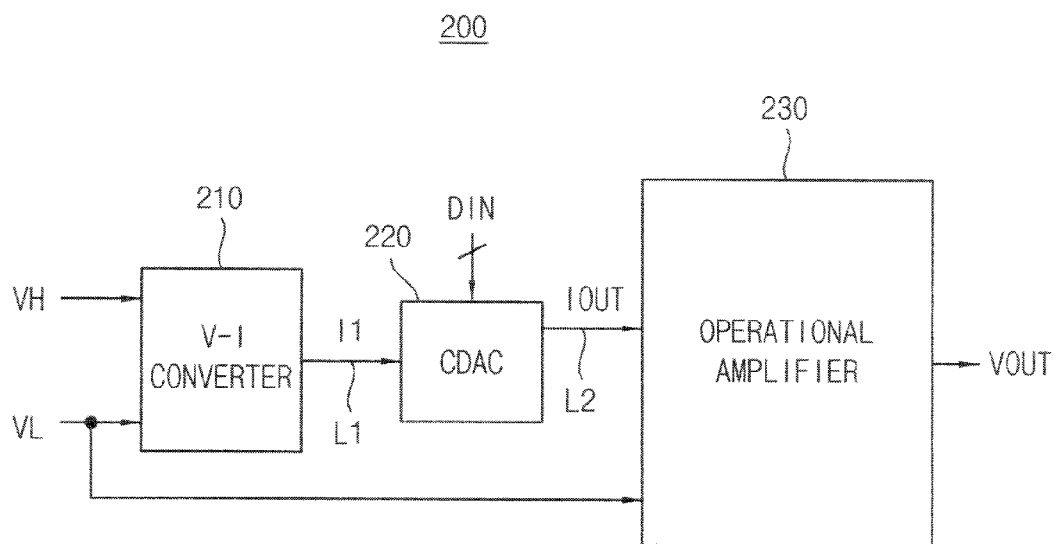 200
230
210
DIN
220
VH
IOUT
V-I
CONVERTER
I1
CDAC
OPERATIONAL
AMPLIFIER
VOUT
VL
L1
L2